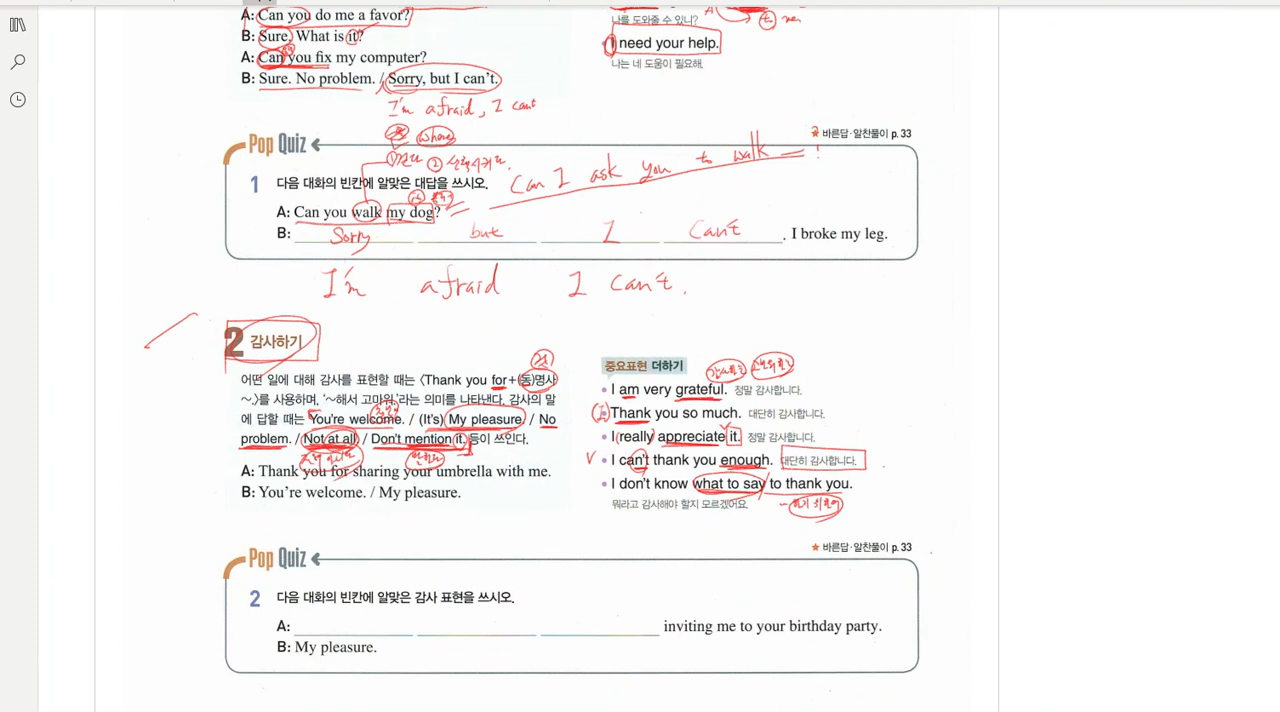 A: Can you do me a favor?
B: Sure. What is it?
A: Can you fix my computer?
B: Sure. No problem. / Sorry, but I can't.
I'm afraid, I can't
나를 도와줄 수 있니?
I need your help.
나는 네 도움이 필요해.
Pop Quiz
바른답·알찬풀이 p. 33
1 다음 대화의 빈칸에 알맞은 대답을 쓰시오.
Can I ask you to walk
A: Can you walk my dog?
B: Sorry but I can't. I broke my leg.
I'm afraid I can't.
2 감사하기
어떤 일에 대해 감사를 표현할 때는 〈Thank you for+(동)명사
~.〉를 사용하며, '~해서 고마워.'라는 의미를 나타낸다. 감사의 말
에 답할 때는 You're welcome. / (It's) My pleasure. / No
problem. / Not at all. / Don't mention it. 등이 쓰인다.
A: Thank you for sharing your umbrella with me.
B: You're welcome. / My pleasure.
중요표현 더하기
• I am very grateful. 정말 감사합니다.
• Thank you so much. 대단히 감사합니다.
• I (really) appreciate it. 정말 감사합니다.
• I can't thank you enough. 대단히 감사합니다.
• I don't know what to say to thank you.
뭐라고 감사해야 할지 모르겠어요.
Pop Quiz
바른답·알찬풀이 p. 33
2 다음 대화의 빈칸에 알맞은 감사 표현을 쓰시오.
A: inviting me to your birthday party.
B: My pleasure.